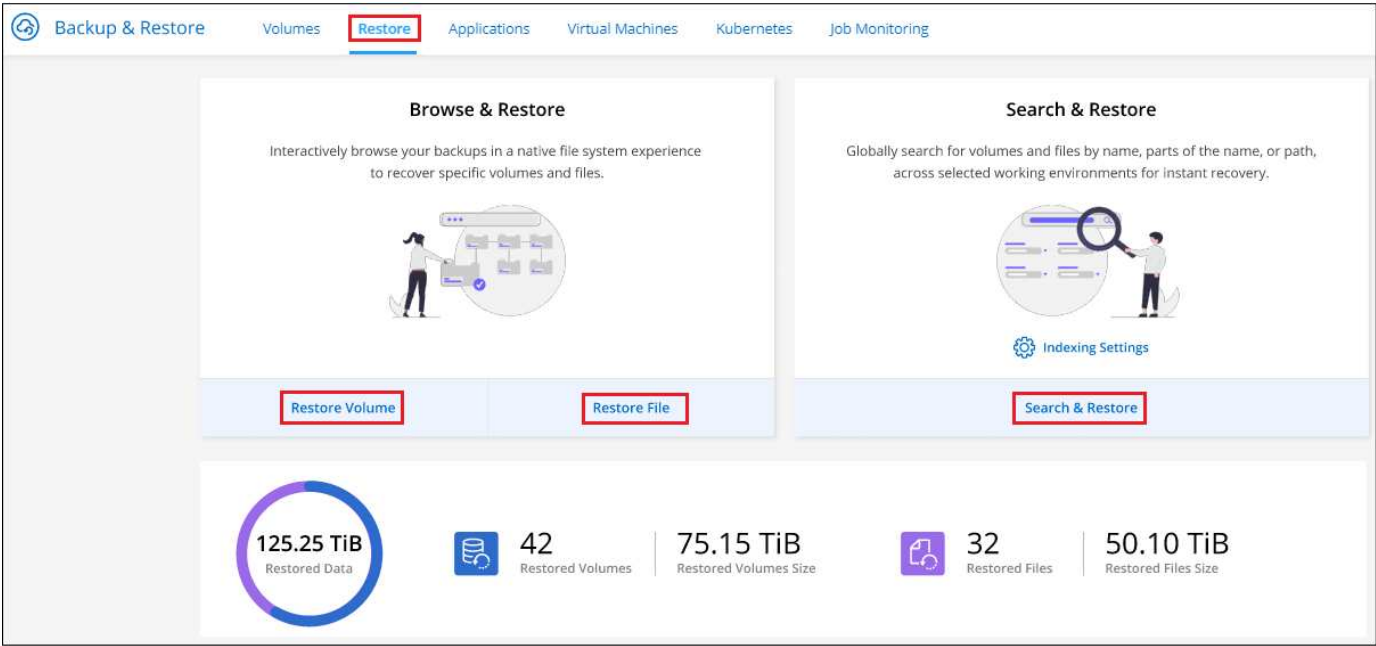 Backup & Restore Volumes Restore Applications Virtual Machines Kubernetes Job Monitoring
Browse & Restore
Interactively browse your backups in a native file system experience
to recover specific volumes and files.
Restore Volume
Restore File
Search & Restore
Globally search for volumes and files by name, parts of the name, or path,
across selected working environments for instant recovery.
Indexing Settings
Search & Restore
125.25 TiB
Restored Data
42
Restored Volumes
75.15 TiB
Restored Volumes Size
32
Restored Files
50.10 TiB
Restored Files Size